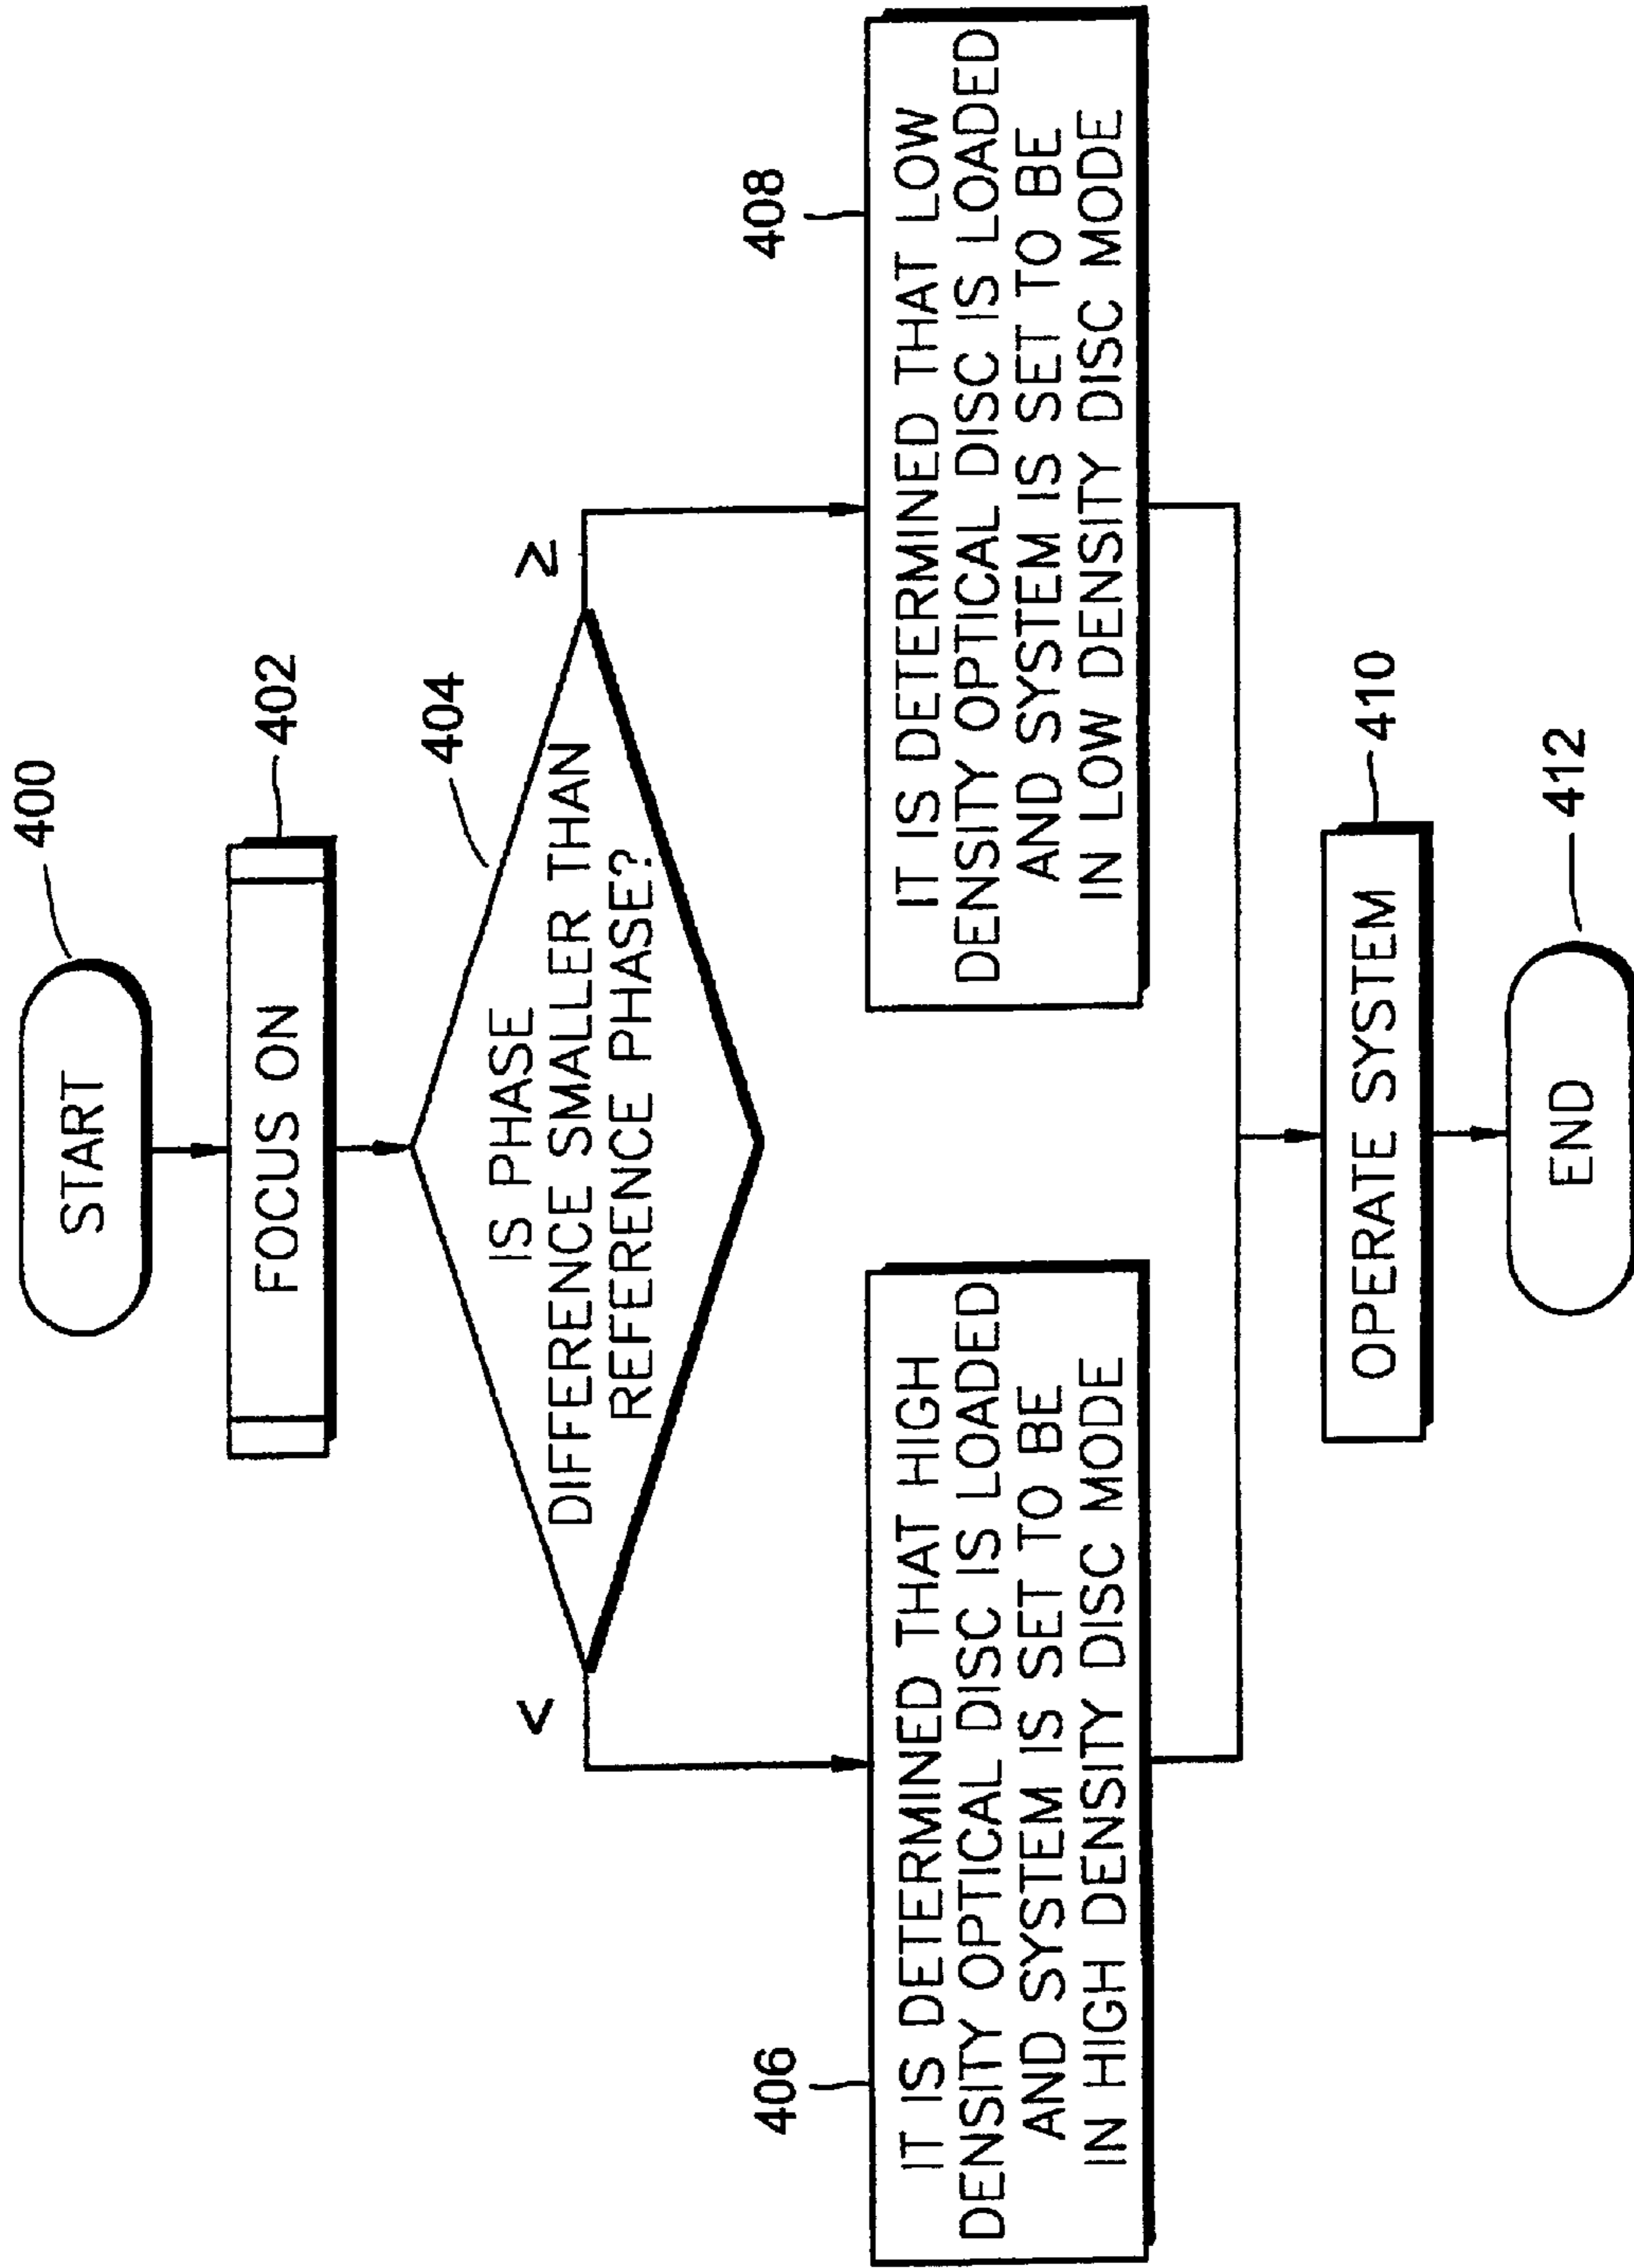 START
400
FOCUS ON
402
404
IS PHASE
DIFFERENCE SMALLER THAN
REFERENCE PHASE?
<
≥
406
IT IS DETERMINED THAT HIGH
DENSITY OPTICAL DISC IS LOADED
AND SYSTEM IS SET TO BE
IN HIGH DENSITY DISC MODE
408
IT IS DETERMINED THAT LOW
DENSITY OPTICAL DISC IS LOADED
AND SYSTEM IS SET TO BE
IN LOW DENSITY DISC MODE
OPERATE SYSTEM
410
END
412